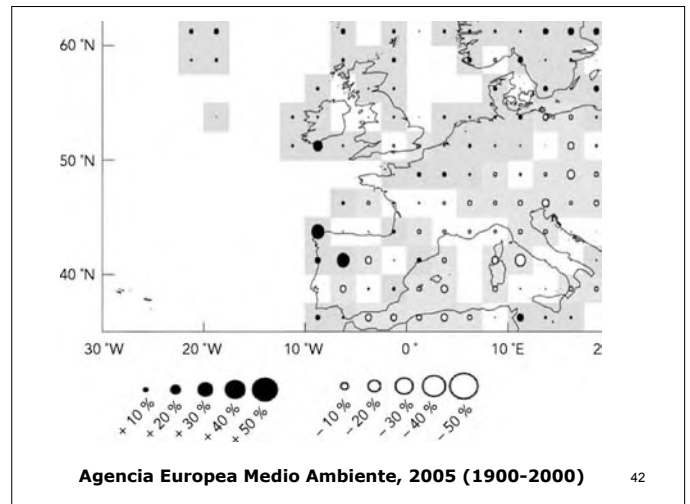 60 °N
50 °N
40 °N
30 °W 20 °W 10 °W 0 ° 10 °E 2
+ 10 % + 20 % + 30 % + 40 % + 50 % − 10 % − 20 % − 30 % − 40 % − 50 %
Agencia Europea Medio Ambiente, 2005 (1900-2000) 42